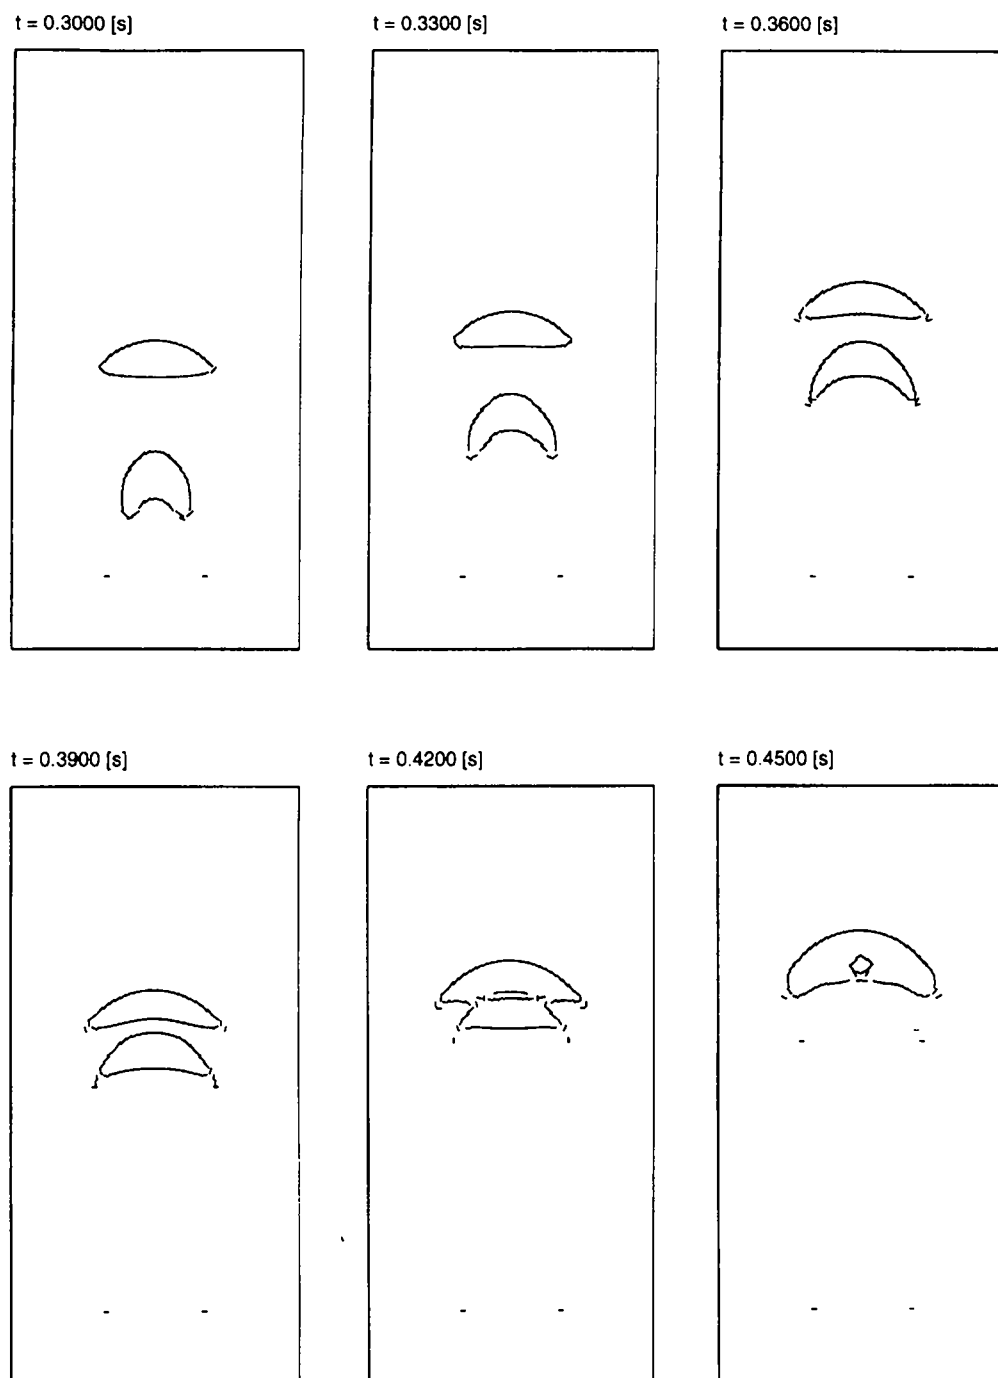 t = 0.3000 [s]
t = 0.3300 [s]
t = 0.3600 [s]
t = 0.3900 [s]
t = 0.4200 [s]
t = 0.4500 [s]